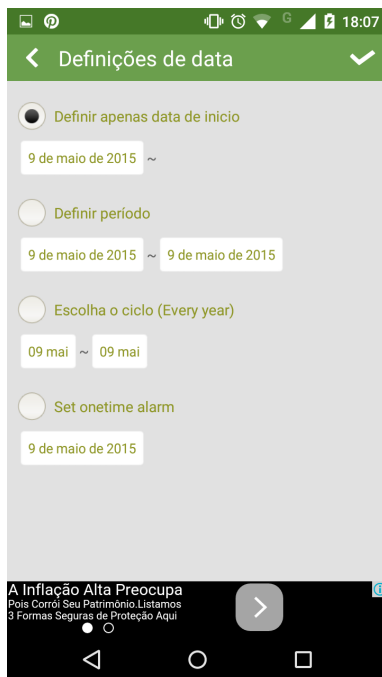 G 18:07
Definições de data
Definir apenas data de inicio
9 de maio de 2015 ~
Definir período
9 de maio de 2015 ~ 9 de maio de 2015
Escolha o ciclo (Every year)
09 mai ~ 09 mai
Set onetime alarm
9 de maio de 2015
A Inflação Alta Preocupa
Pois Corrói Seu Patrimônio.Listamos
3 Formas Seguras de Proteção Aqui